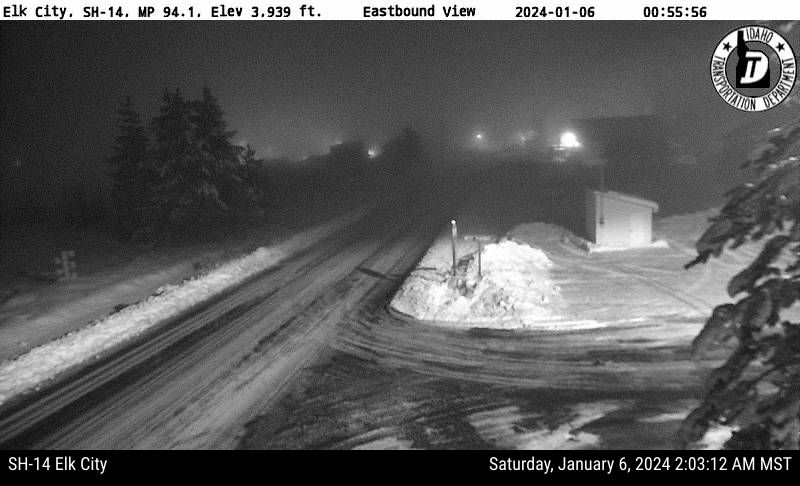 Elk City, SH-14, MP 94.1, Elev 3,939 ft. Eastbound View 2024-01-06 00:55:56
IDAHO
TRANSPORTATION DEPARTMENT
SH-14 Elk City Saturday, January 6, 2024 2:03:12 AM MST